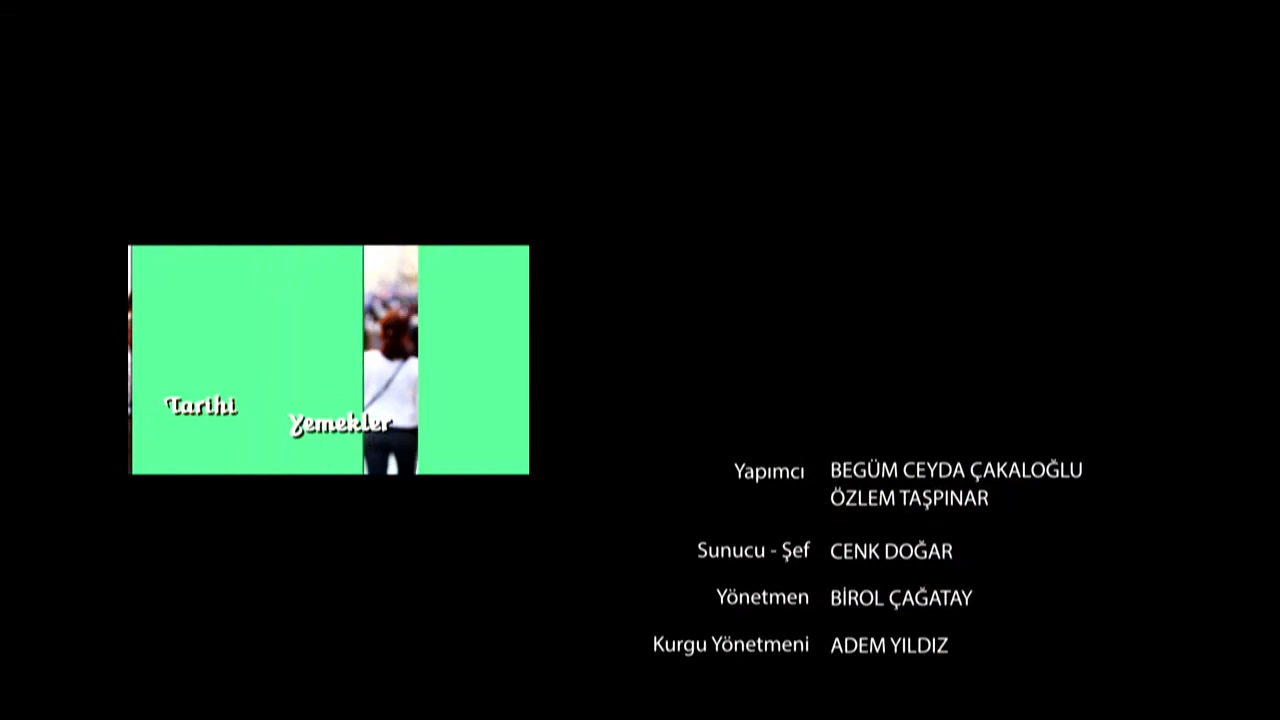 Tarihi
Yemekler
Yapımcı BEGÜM CEYDA ÇAKALOĞLU
ÖZLEM TAŞPINAR
Sunucu - Şef CENK DOĞAR
Yönetmen BİROL ÇAĞATAY
Kurgu Yönetmeni ADEM YILDIZ